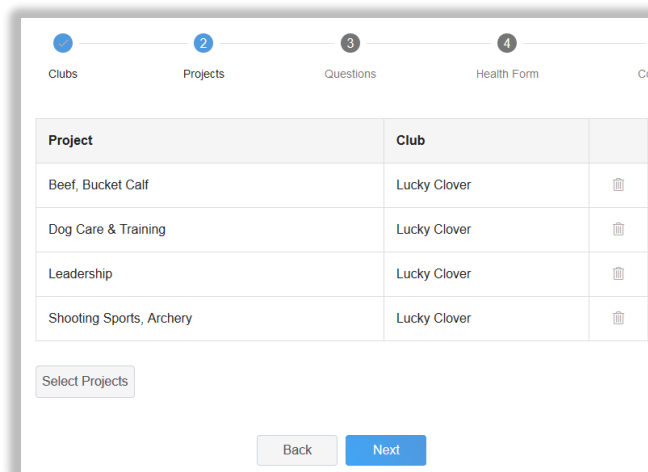 2 3 4
Clubs Projects Questions Health Form
Project Club
Beef, Bucket Calf Lucky Clover
Dog Care & Training Lucky Clover
Leadership Lucky Clover
Shooting Sports, Archery Lucky Clover
Select Projects
Back Next